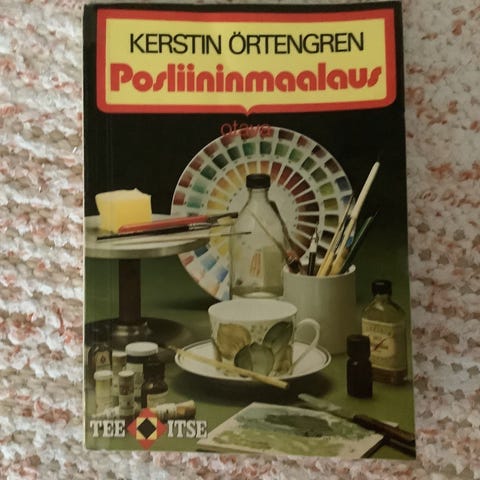 KERSTIN ÖRTENGREN
Posliininmaalaus
otava
TEE ITSE